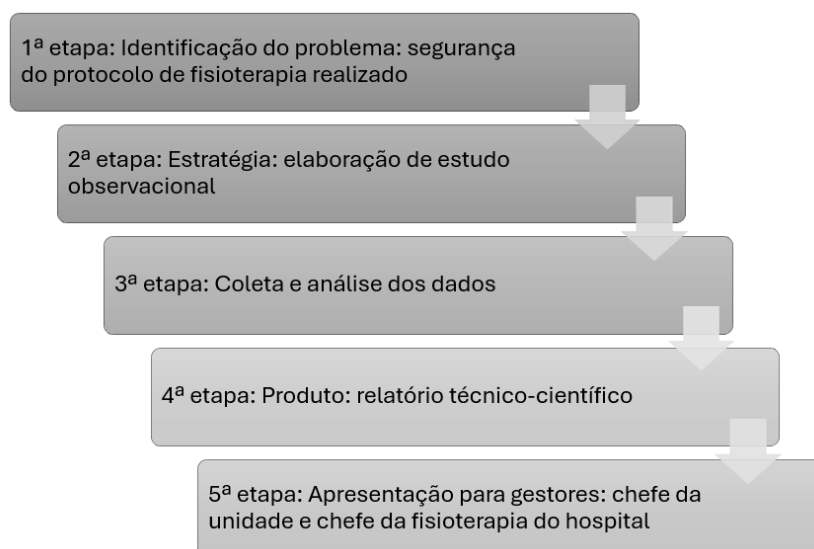 1ª etapa: Identificação do problema: segurança
do protocolo de fisioterapia realizado
2ª etapa: Estratégia: elaboração de estudo
observacional
3ª etapa: Coleta e análise dos dados
4ª etapa: Produto: relatório técnico-científico
5ª etapa: Apresentação para gestores: chefe da
unidade e chefe da fisioterapia do hospital